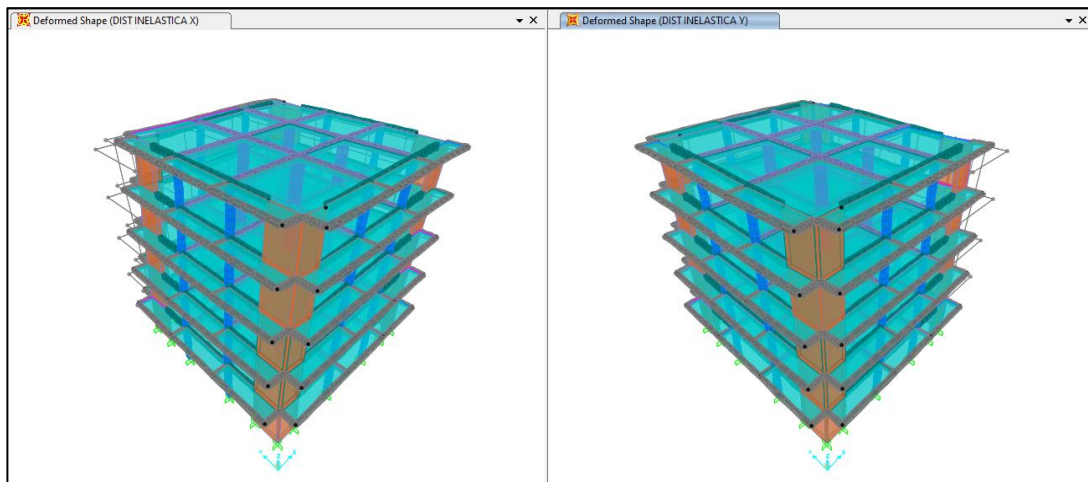 Deformed Shape (DIST INELASTICA X)
Deformed Shape (DIST INELASTICA Y)
Y Z X
Y Z X